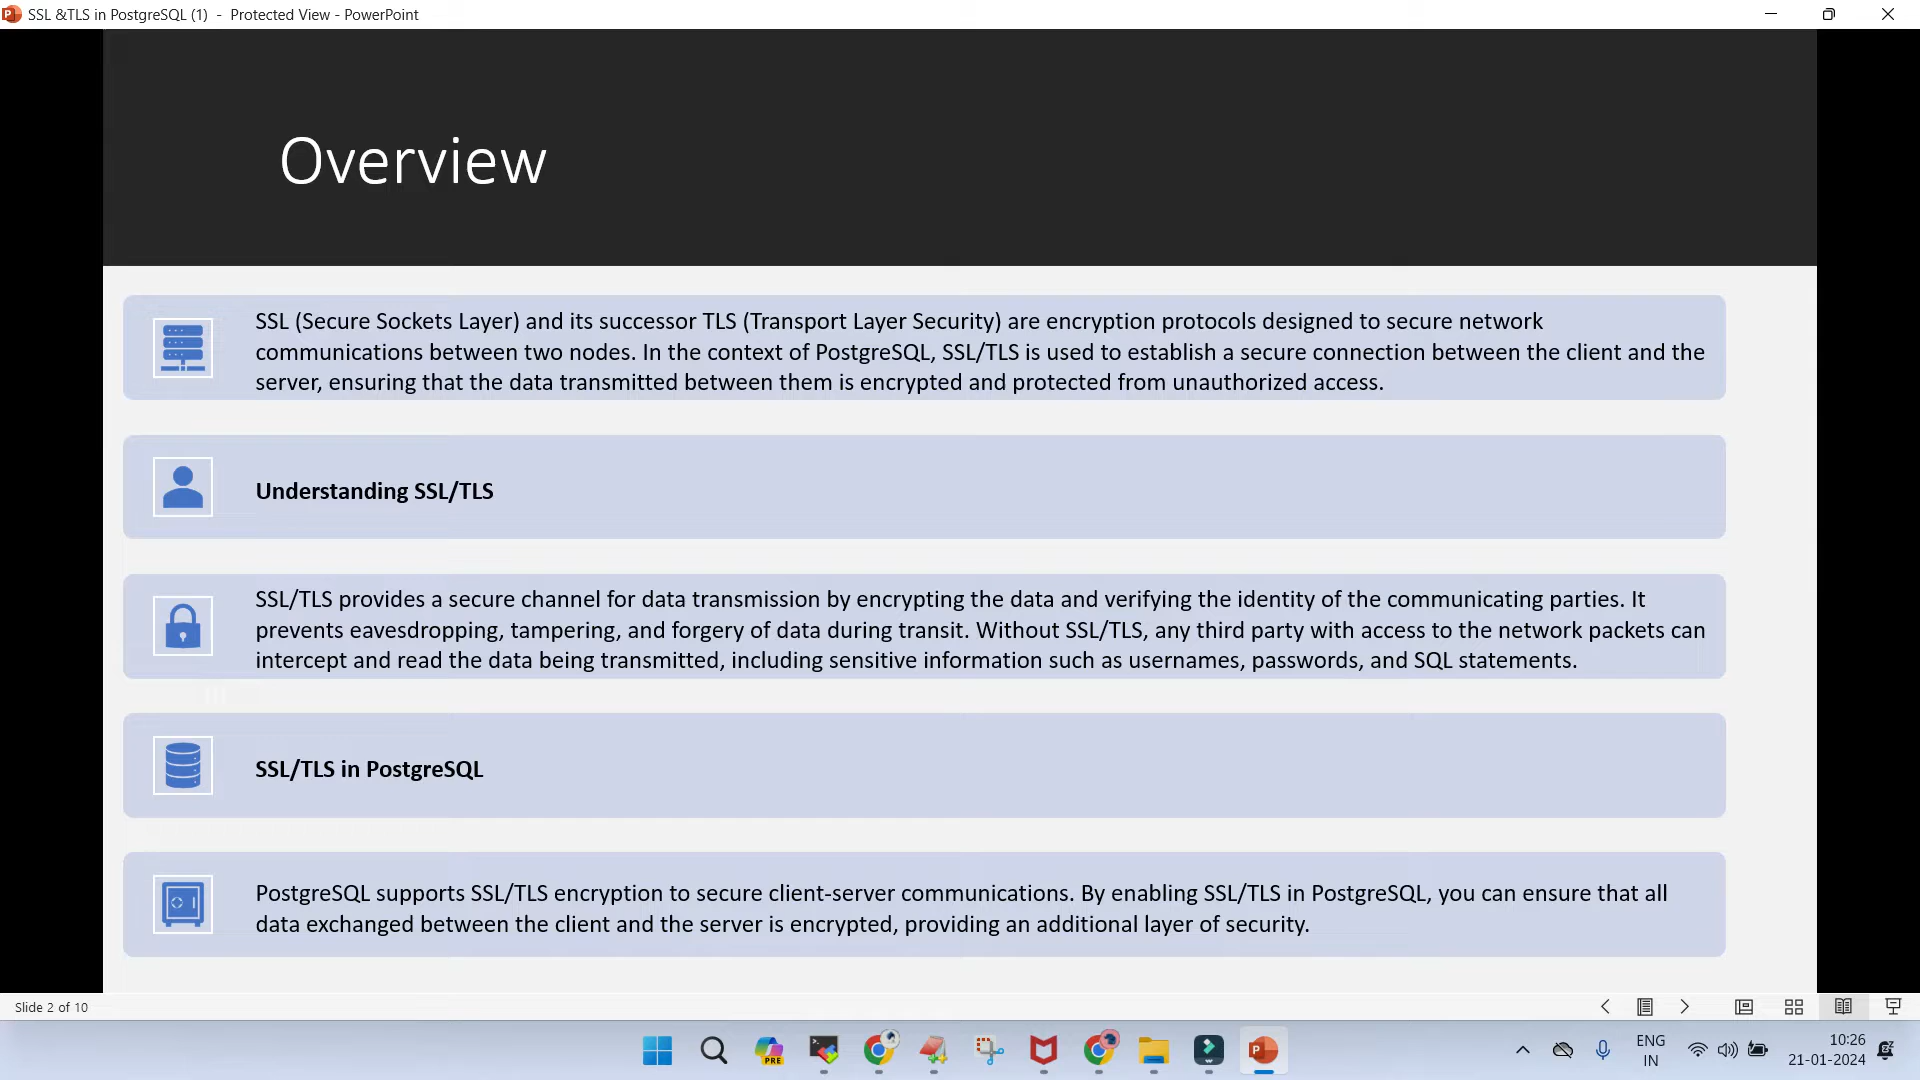 SSL &TLS in PostgreSQL (1) - Protected View - PowerPoint
Overview
SSL (Secure Sockets Layer) and its successor TLS (Transport Layer Security) are encryption protocols designed to secure network
communications between two nodes. In the context of PostgreSQL, SSL/TLS is used to establish a secure connection between the client and the
server, ensuring that the data transmitted between them is encrypted and protected from unauthorized access.
Understanding SSL/TLS
SSL/TLS provides a secure channel for data transmission by encrypting the data and verifying the identity of the communicating parties. It
prevents eavesdropping, tampering, and forgery of data during transit. Without SSL/TLS, any third party with access to the network packets can
intercept and read the data being transmitted, including sensitive information such as usernames, passwords, and SQL statements.
SSL/TLS in PostgreSQL
PostgreSQL supports SSL/TLS encryption to secure client-server communications. By enabling SSL/TLS in PostgreSQL, you can ensure that all
data exchanged between the client and the server is encrypted, providing an additional layer of security.
Slide 2 of 10
PRE
ENG
IN
10:26
21-01-2024